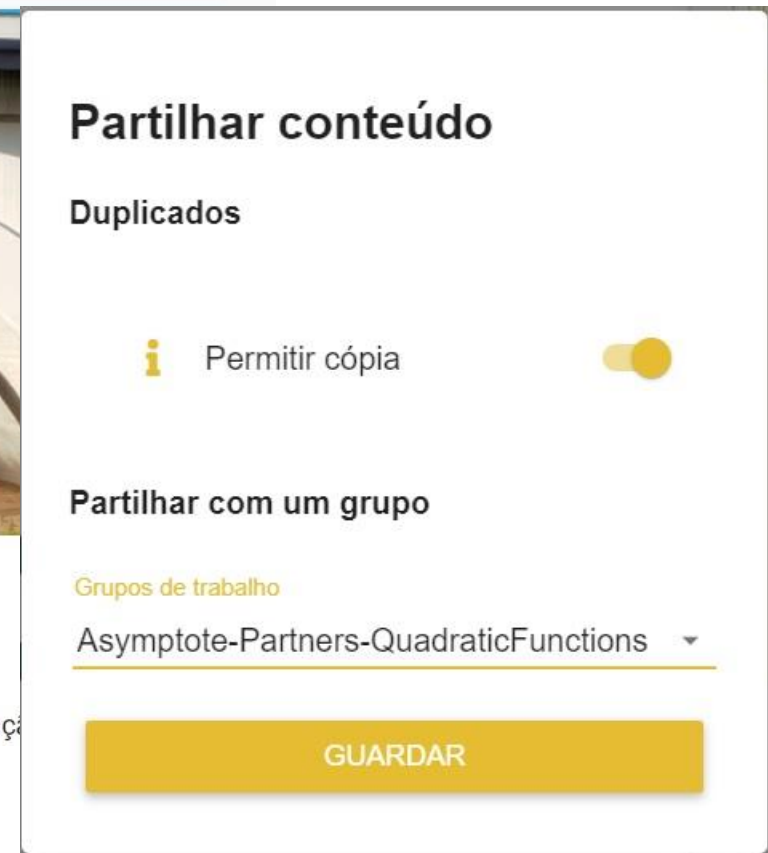 Partilhar conteúdo
Duplicados
Permitir cópia
Partilhar com um grupo
Grupos de trabalho
Asymptote-Partners-QuadraticFunctions
GUARDAR